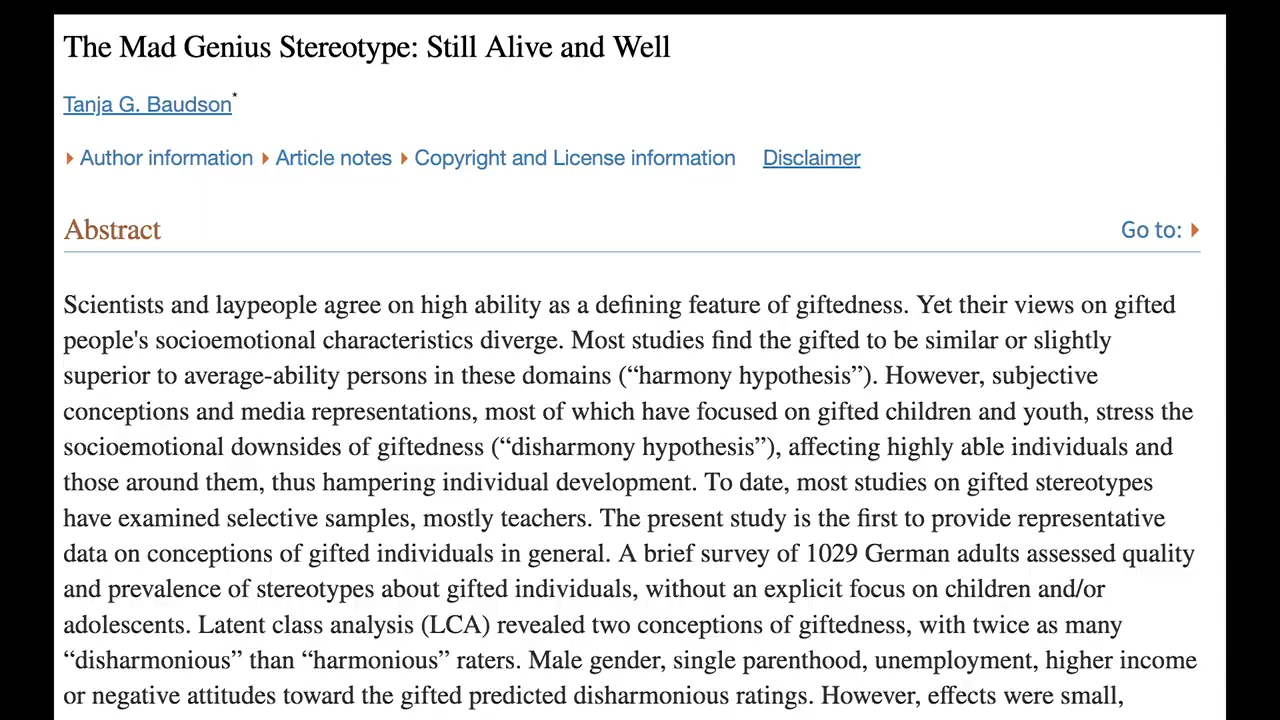 The Mad Genius Stereotype: Still Alive and Well
Tanja G. Baudson*
Author information Article notes Copyright and License information Disclaimer
Abstract
Go to:
Scientists and laypeople agree on high ability as a defining feature of giftedness. Yet their views on gifted
people's socioemotional characteristics diverge. Most studies find the gifted to be similar or slightly
superior to average-ability persons in these domains (“harmony hypothesis”). However, subjective
conceptions and media representations, most of which have focused on gifted children and youth, stress the
socioemotional downsides of giftedness (“disharmony hypothesis”), affecting highly able individuals and
those around them, thus hampering individual development. To date, most studies on gifted stereotypes
have examined selective samples, mostly teachers. The present study is the first to provide representative
data on conceptions of gifted individuals in general. A brief survey of 1029 German adults assessed quality
and prevalence of stereotypes about gifted individuals, without an explicit focus on children and/or
adolescents. Latent class analysis (LCA) revealed two conceptions of giftedness, with twice as many
“disharmonious” than “harmonious” raters. Male gender, single parenthood, unemployment, higher income
or negative attitudes toward the gifted predicted disharmonious ratings. However, effects were small,